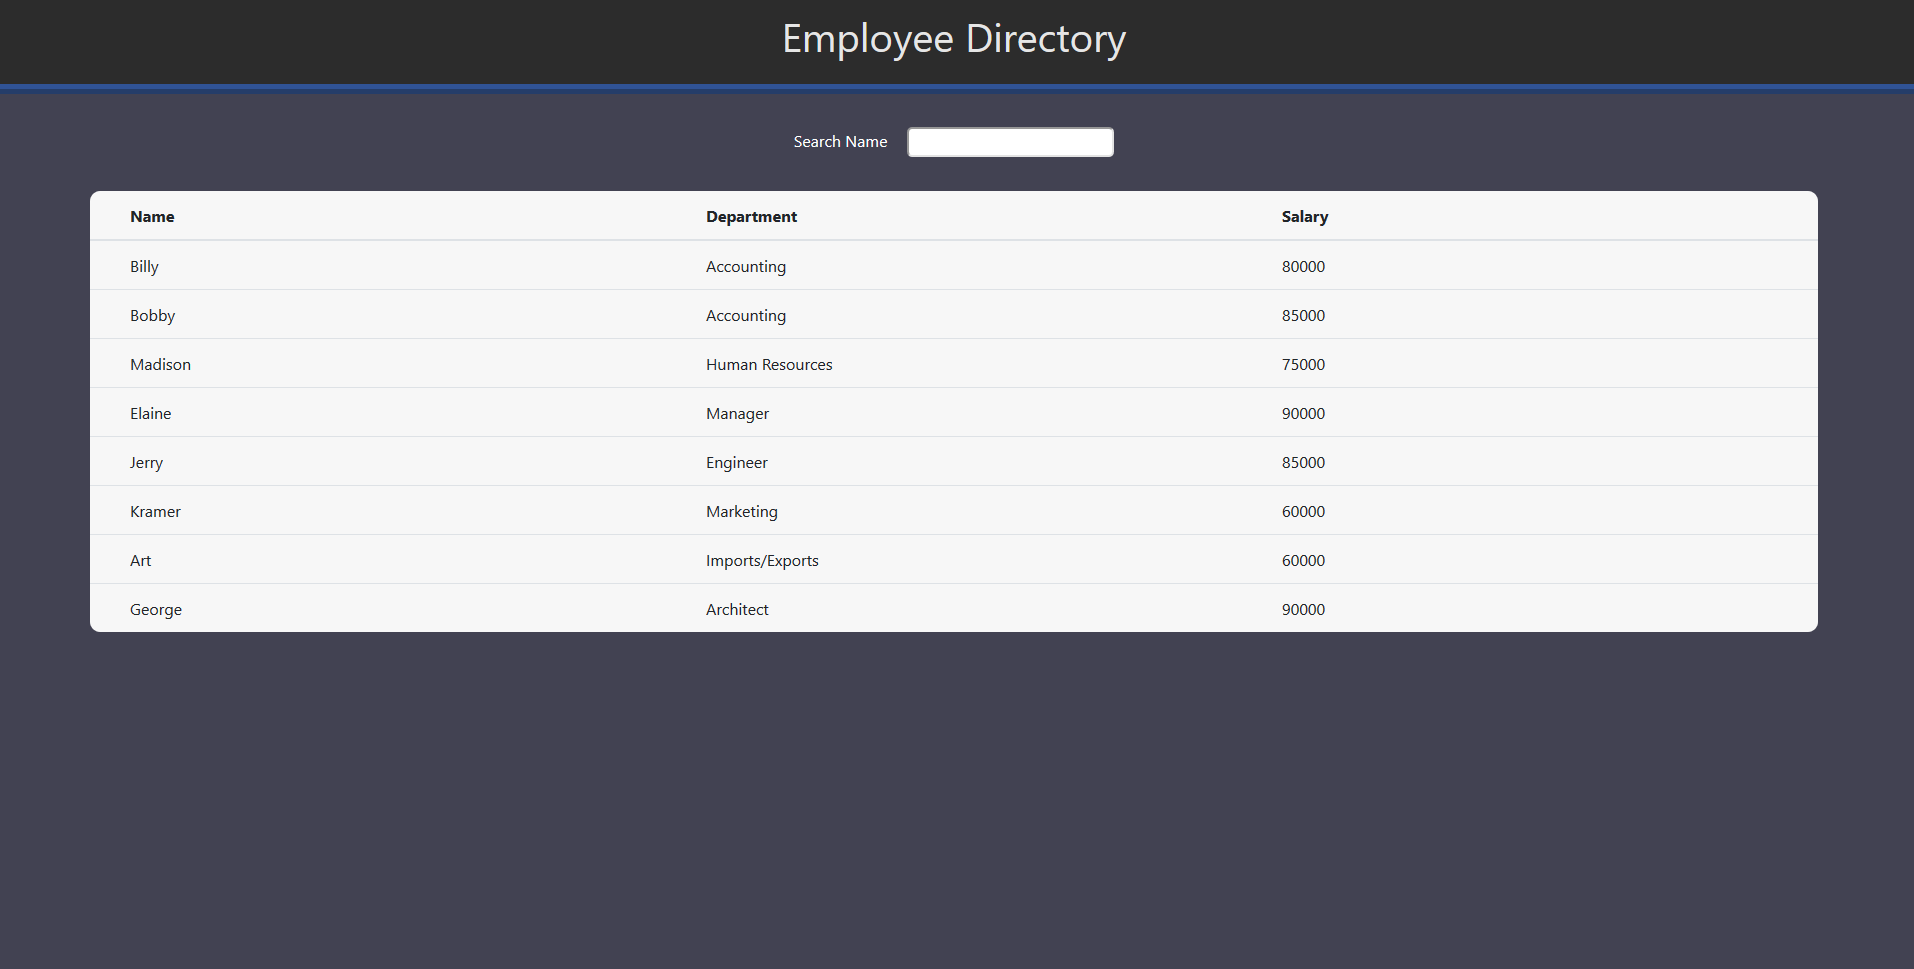 Employee Directory
Search Name
Name Department Salary
Billy Accounting 80000
Bobby Accounting 85000
Madison Human Resources 75000
Elaine Manager 90000
Jerry Engineer 85000
Kramer Marketing 60000
Art Imports/Exports 60000
George Architect 90000